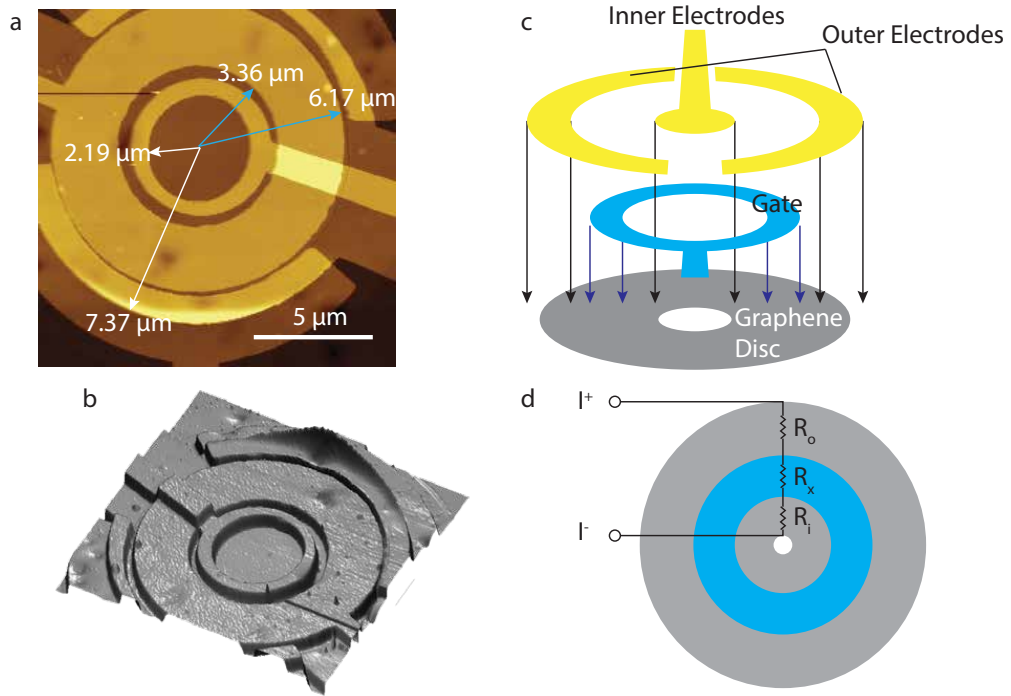 a
3.36 μm
6.17 μm
2.19 μm
7.37 μm
5 μm
b
c
Inner Electrodes
Outer Electrodes
Gate
Graphene
Disc
d
I⁺
Rₒ
Rₓ
Rᵢ
I⁻